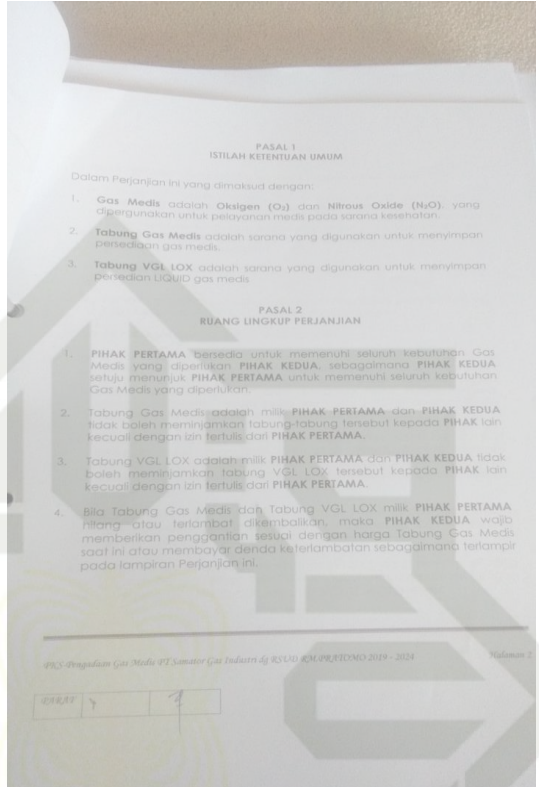 PASAL 1
ISTILAH KETENTUAN UMUM
Dalam Perjanjian ini yang dimaksud dengan:
1. Gas Medis adalah Oksigen (O₂) dan Nitrous Oxide (N₂O), yang
dipergunakan untuk pelayanan medis pada sarana kesehatan.
2. Tabung Gas Medis adalah sarana yang digunakan untuk menyimpan
persediaan gas medis.
3. Tabung VGL LOX adalah sarana yang digunakan untuk menyimpan
persedian LIQUID gas medis
PASAL 2
RUANG LINGKUP PERJANJIAN
1. PIHAK PERTAMA bersedia untuk memenuhi seluruh kebutuhan Gas
Medis yang diperlukan PIHAK KEDUA, sebagaimana PIHAK KEDUA
setuju menunjuk PIHAK PERTAMA untuk memenuhi seluruh kebutuhan
Gas Medis yang diperlukan.
2. Tabung Gas Medis adalah milik PIHAK PERTAMA dan PIHAK KEDUA
tidak boleh meminjamkan tabung-tabung tersebut kepada PIHAK lain
kecuali dengan izin tertulis dari PIHAK PERTAMA.
3. Tabung VGL LOX adalah milik PIHAK PERTAMA dan PIHAK KEDUA tidak
boleh meminjamkan tabung VGL LOX tersebut kepada PIHAK lain
kecuali dengan izin tertulis dari PIHAK PERTAMA.
4. Bila Tabung Gas Medis dan Tabung VGL LOX milik PIHAK PERTAMA
hilang atau terlambat dikembalikan, maka PIHAK KEDUA wajib
memberikan penggantian sesuai dengan harga Tabung Gas Medis
saat ini atau membayar denda keterlambatan sebagaimana terlampir
pada lampiran Perjanjian ini.
PKS-Pengadaan Gas Medis PT.Samator Gas Industri dg RSUD RM.PRATOMO 2019 - 2024 Halaman 2
PARAF